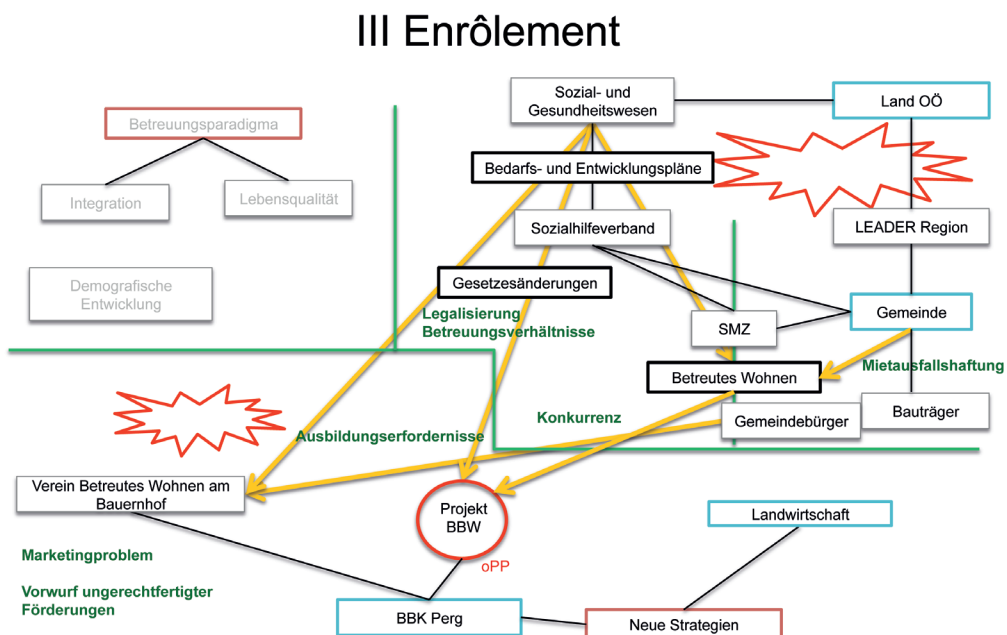 III Enrôlement
Sozial- und
Gesundheitswesen
Land OÖ
Betreuungsparadigma
Bedarfs- und Entwicklungspläne
Integration
Lebensqualität
Sozialhilfeverband
LEADER Region
Demografische
Entwicklung
Gesetzesänderungen
Legalisierung
Betreuungsverhältnisse
SMZ
Gemeinde
Mietausfallshaftung
Betreutes Wohnen
Konkurrenz
Gemeindebürger
Bauträger
Ausbildungserfordernisse
Verein Betreutes Wohnen am
Bauernhof
Projekt
BBW
oPP
Landwirtschaft
Marketingproblem
Vorwurf ungerechtfertigter
Förderungen
BBK Perg
Neue Strategien